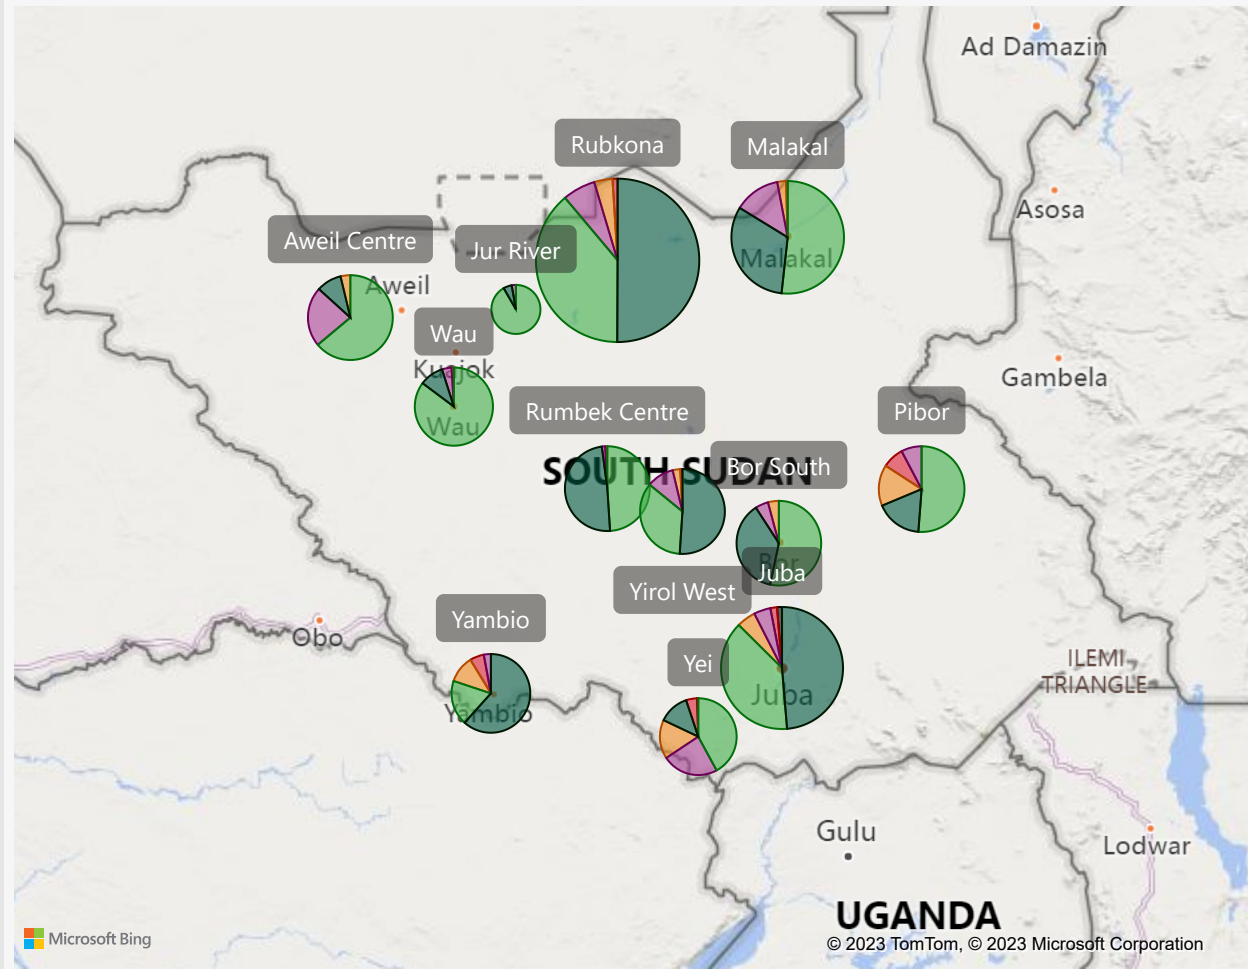 Ad Damazin
Rubkona
Malakal
Asosa
Aweil Centre
Jur River
Malakal
Aweil
Wau
Kuajok
Gambela
Wau
Rumbek Centre
Pibor
SOUTH SUDAN
Bor South
Bor
Juba
Yirol West
Yambio
Obo
Yei
ILEMI
TRIANGLE
Juba
Yambio
Gulu
Lodwar
UGANDA
Microsoft Bing
© 2023 TomTom, © 2023 Microsoft Corporation